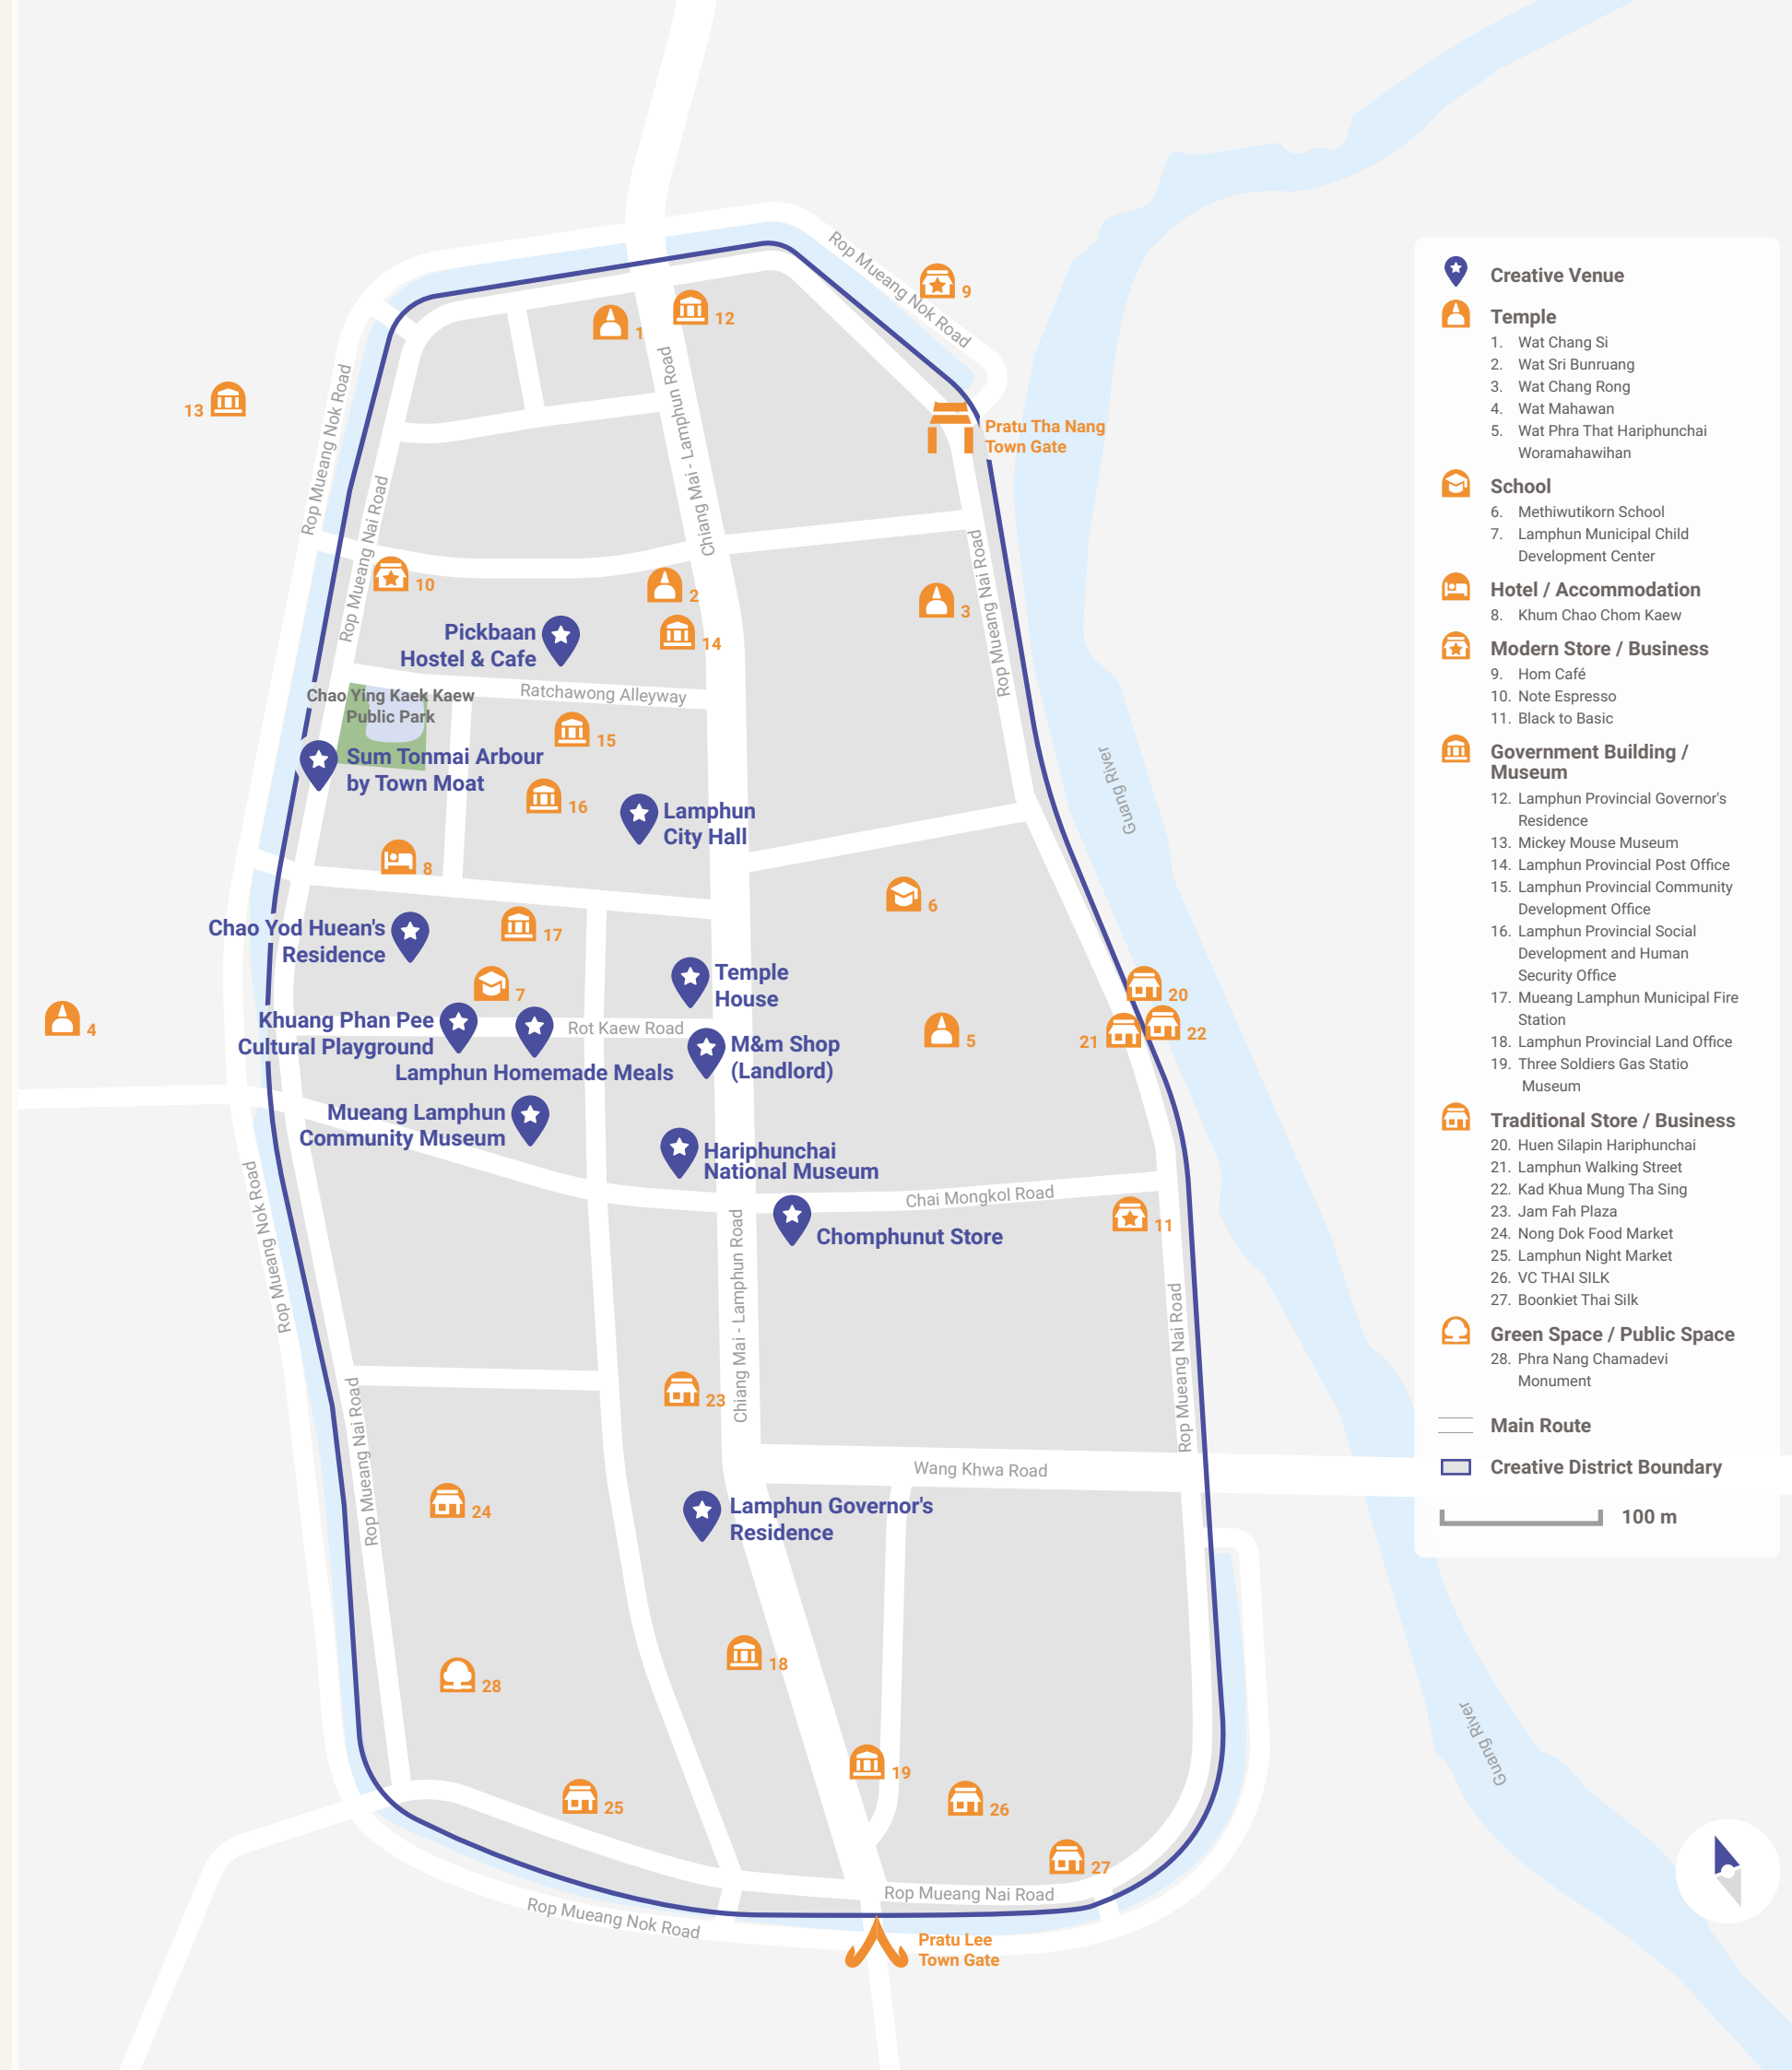 Rop Mueang Nok Road
9
1
12
Chiang Mai - Lamphun Road
13
Rop Mueang Nok Road
Pratu Tha Nang
Town Gate
Rop Mueang Nai Road
10
2
14
3
Rop Mueang Nai Road
Pickbaan
Hostel & Cafe
Ratchawong Alleyway
Chao Ying Kaek Kaew
Public Park
15
Sum Tonmai Arbour
by Town Moat
16
Lamphun
City Hall
Guang River
8
6
Chao Yod Huean's
Residence
17
7
Temple
House
20
4
Khuang Phan Pee
Cultural Playground
Rot Kaew Road
5
21
22
M&m Shop
(Landlord)
Lamphun Homemade Meals
Mueang Lamphun
Community Museum
Hariphunchai
National Museum
Rop Mueang Nok Road
Chai Mongkol Road
11
Chomphunut Store
Chiang Mai - Lamphun Road
Rop Mueang Nai Road
23
Rop Mueang Nai Road
Wang Khwa Road
24
Lamphun Governor's
Residence
18
28
Guang River
19
25
26
27
Rop Mueang Nai Road
Rop Mueang Nok Road
Pratu Lee
Town Gate
Creative Venue
Temple
1. Wat Chang Si
2. Wat Sri Bunruang
3. Wat Chang Rong
4. Wat Mahawan
5. Wat Phra That Hariphunchai
Woramahawihan
School
6. Methiwutikorn School
7. Lamphun Municipal Child
Development Center
Hotel / Accommodation
8. Khum Chao Chom Kaew
Modern Store / Business
9. Hom Café
10. Note Espresso
11. Black to Basic
Government Building /
Museum
12. Lamphun Provincial Governor's
Residence
13. Mickey Mouse Museum
14. Lamphun Provincial Post Office
15. Lamphun Provincial Community
Development Office
16. Lamphun Provincial Social
Development and Human
Security Office
17. Mueang Lamphun Municipal Fire
Station
18. Lamphun Provincial Land Office
19. Three Soldiers Gas Statio
Museum
Traditional Store / Business
20. Huen Silapin Hariphunchai
21. Lamphun Walking Street
22. Kad Khua Mung Tha Sing
23. Jam Fah Plaza
24. Nong Dok Food Market
25. Lamphun Night Market
26. VC THAI SILK
27. Boonkiet Thai Silk
Green Space / Public Space
28. Phra Nang Chamadevi
Monument
Main Route
Creative District Boundary
100 m